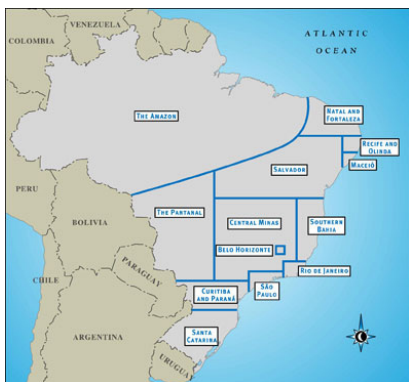 VENEZUELA
COLOMBIA
ATLANTIC
OCEAN
THE AMAZON
NATAL AND
FORTALEZA
RECIFE AND
OLINDA
MACEIÓ
SALVADOR
PERU
BOLIVIA
THE PARTANAL
CENTRAL MINAS
SOUTHERN
BAHIA
BELO HORIZONTE
RIO DE JANEIRO
PARAGUAY
CHILE
CURITIBA
AND PARANÁ
SÃO
PAULO
SANTA
CATARINA
ARGENTINA
URUGUAY